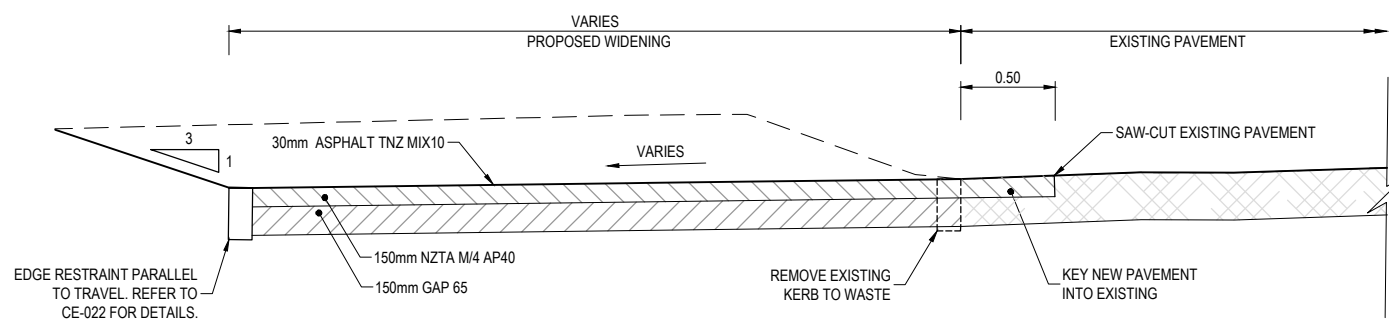 VARIES
PROPOSED WIDENING
EXISTING PAVEMENT
0.50
3
1
30mm ASPHALT TNZ MIX10
VARIES
SAW-CUT EXISTING PAVEMENT
150mm NZTA M/4 AP40
150mm GAP 65
EDGE RESTRAINT PARALLEL
TO TRAVEL. REFER TO
CE-022 FOR DETAILS.
REMOVE EXISTING
KERB TO WASTE
KEY NEW PAVEMENT
INTO EXISTING